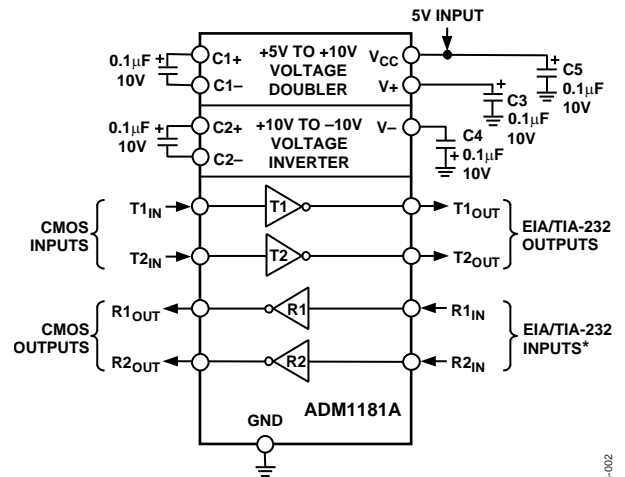 5V INPUT
0.1μF
10V
+
C1+
C1–
+5V TO +10V
VOLTAGE
DOUBLER
VCC
V+
+
C5
0.1μF
10V
+
C3
0.1μF
10V
0.1μF
10V
+
C2+
C2–
+10V TO –10V
VOLTAGE
INVERTER
V–
C4
+
0.1μF
10V
CMOS
INPUTS
T1IN
T1
T1OUT
EIA/TIA-232
OUTPUTS
T2IN
T2
T2OUT
CMOS
OUTPUTS
R1OUT
R1
R1IN
EIA/TIA-232
INPUTS*
R2OUT
R2
R2IN
ADM1181A
GND
-002